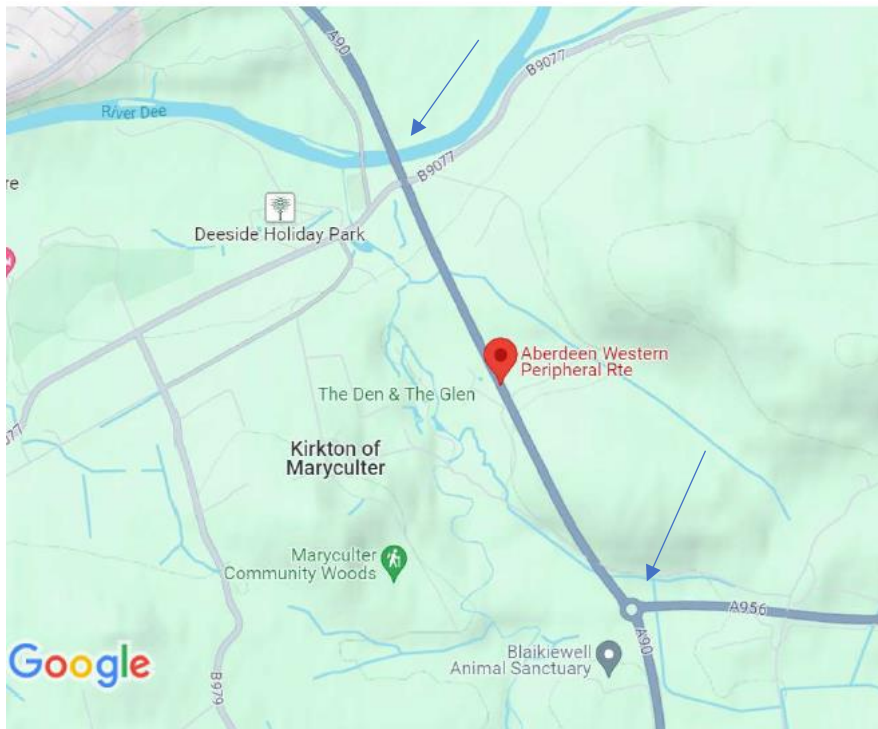 A90
B9077
River Dee
B9077
re
Deeside Holiday Park
Aberdeen Western
Peripheral Rte
The Den & The Glen
Kirkton of
Maryculter
Maryculter
Community Woods
A956
A90
Blaikiewell
Animal Sanctuary
Google
B979